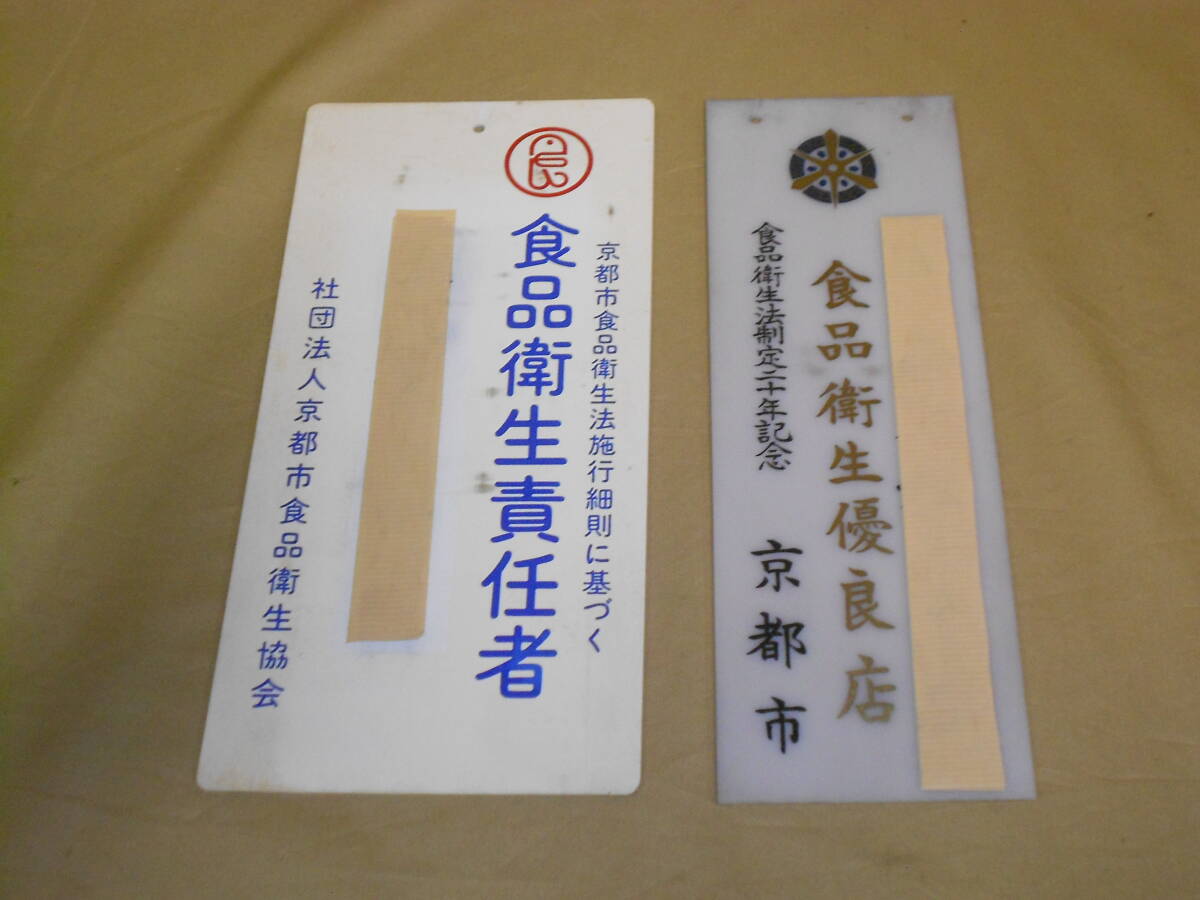 食
京都市食品衛生法施行細則に基づく
食品衛生責任者
社団法人京都市食品衛生協会
食品衛生優良店
食品衛生法制定二十年記念
京都市